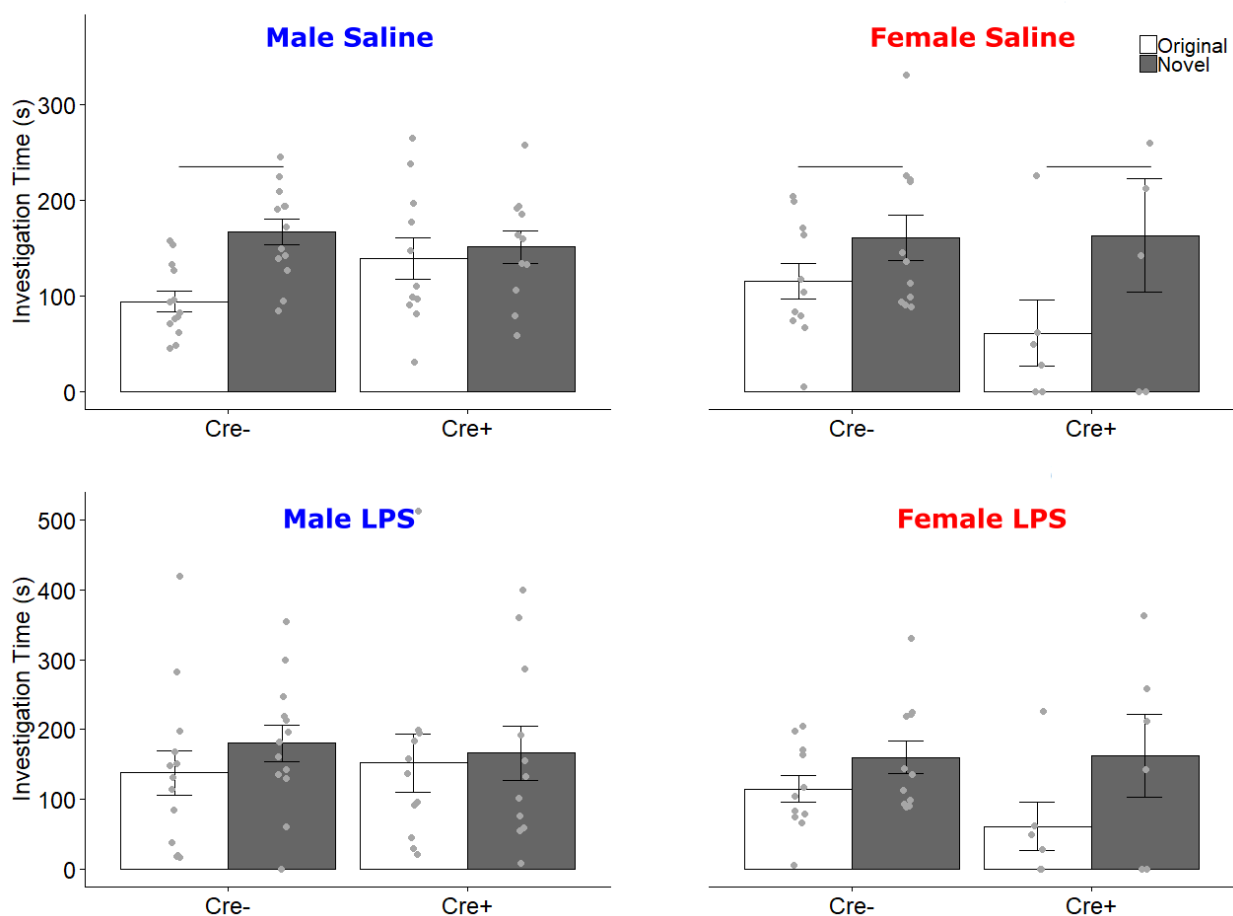 Male Saline
Female Saline
Original
Novel
Investigation Time (s)
300
200
100
0
Cre-
Cre+
Cre-
Cre+
Male LPS
Female LPS
Investigation Time (s)
500
400
300
200
100
0
Cre-
Cre+
Cre-
Cre+